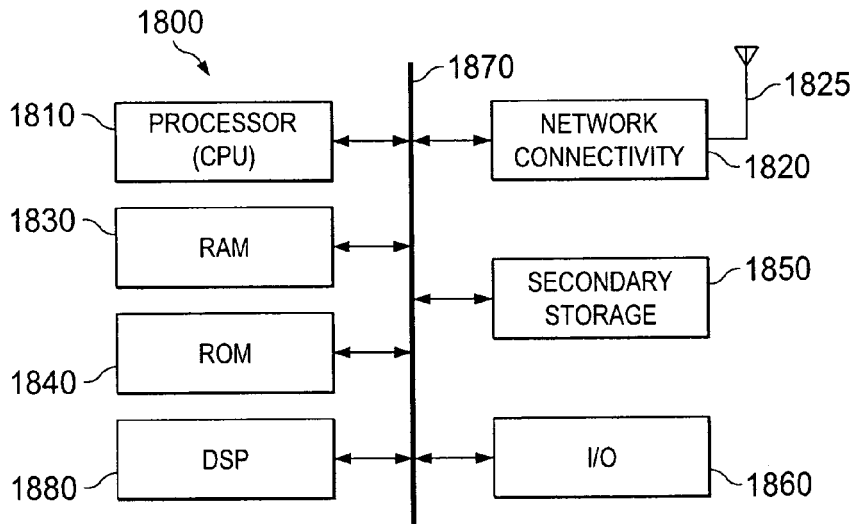 1800
1870
1825
1810
PROCESSOR
(CPU)
NETWORK
CONNECTIVITY
1820
1830
RAM
1850
SECONDARY
STORAGE
ROM
1840
DSP
1880
I/O
1860